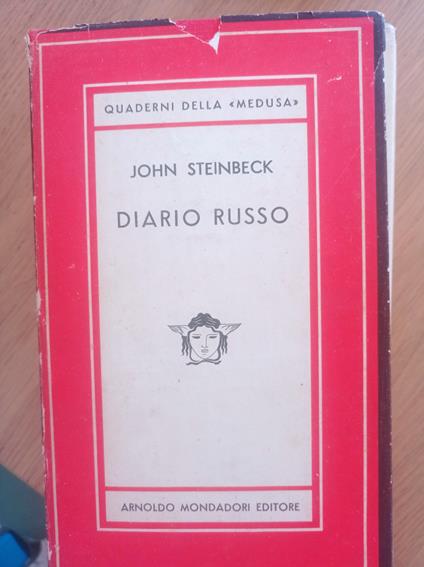 QUADERNI DELLA «MEDUSA»
JOHN STEINBECK
DIARIO RUSSO
ARNOLDO MONDADORI EDITORE